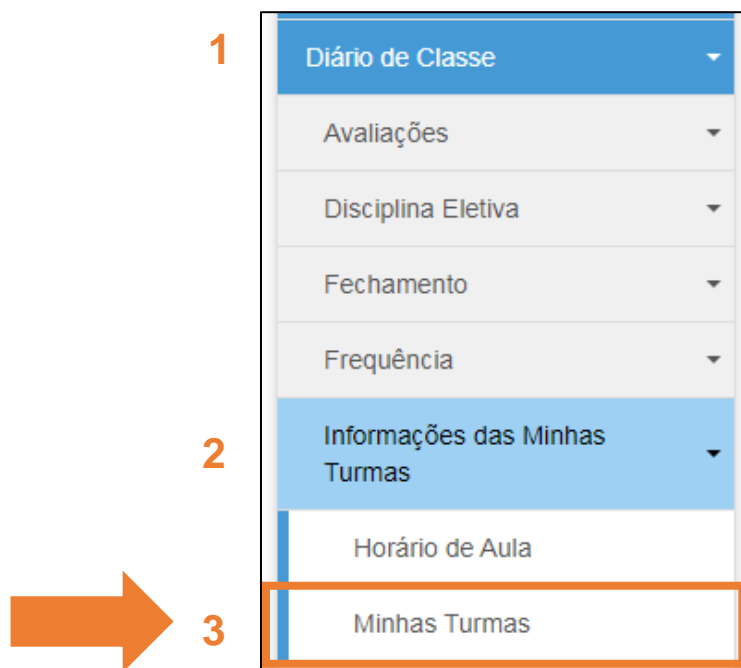 1
Diário de Classe
Avaliações
Disciplina Eletiva
Fechamento
Frequência
2
Informações das Minhas
Turmas
Horário de Aula
3
Minhas Turmas